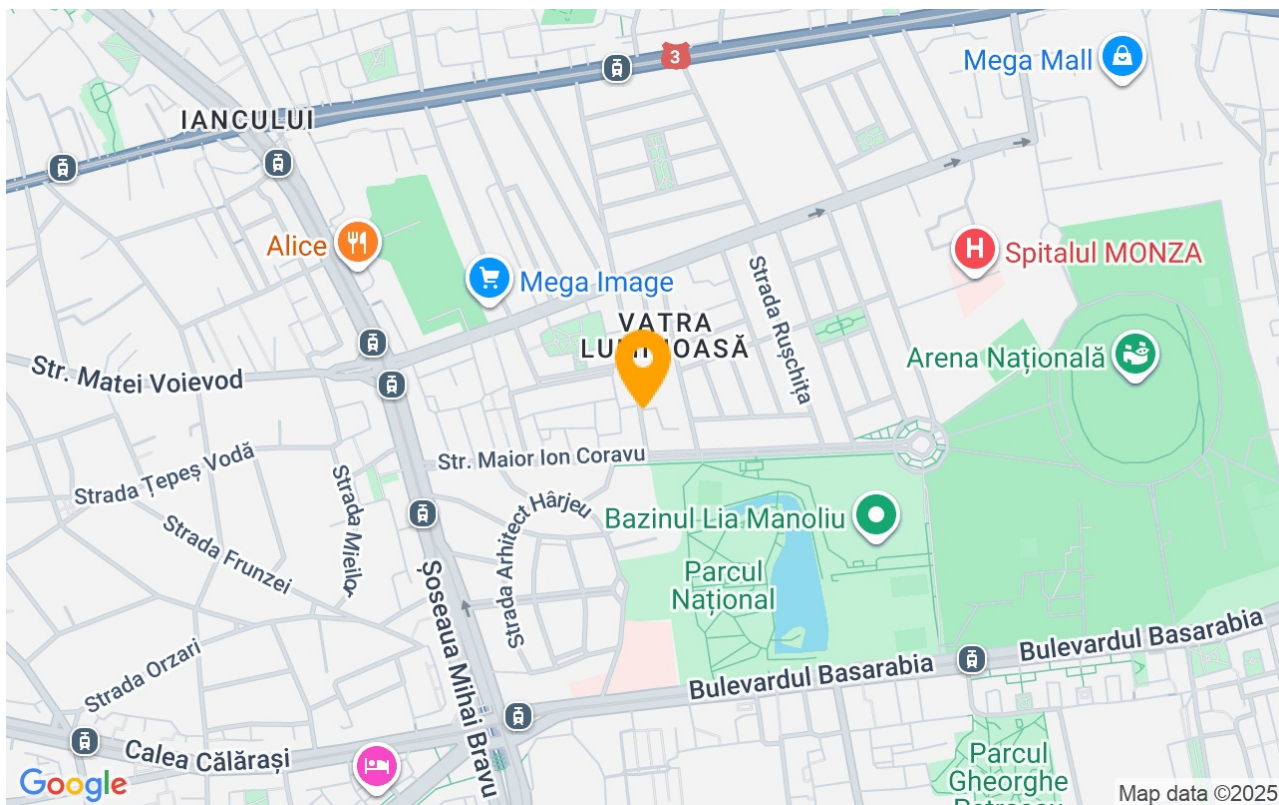 3
Mega Mall
IANCULUI
Alice
Mega Image
Spitalul MONZA
VATRA
Strada Rușchița
Arena Națională
Str. Matei Voievod
Str. Maior Ion Coravu
Strada Țepeș Vodă
Strada Mieilor
Strada Arhitect Hârjeu
Bazinul Lia Manoliu
Strada Frunzei
Parcul
Național
Șoseaua Mihai Bravu
Bulevardul Basarabia
Bulevardul Basarabia
Strada Orzari
Calea Călărași
Parcul
Gheorghe
Google
Map data ©2025